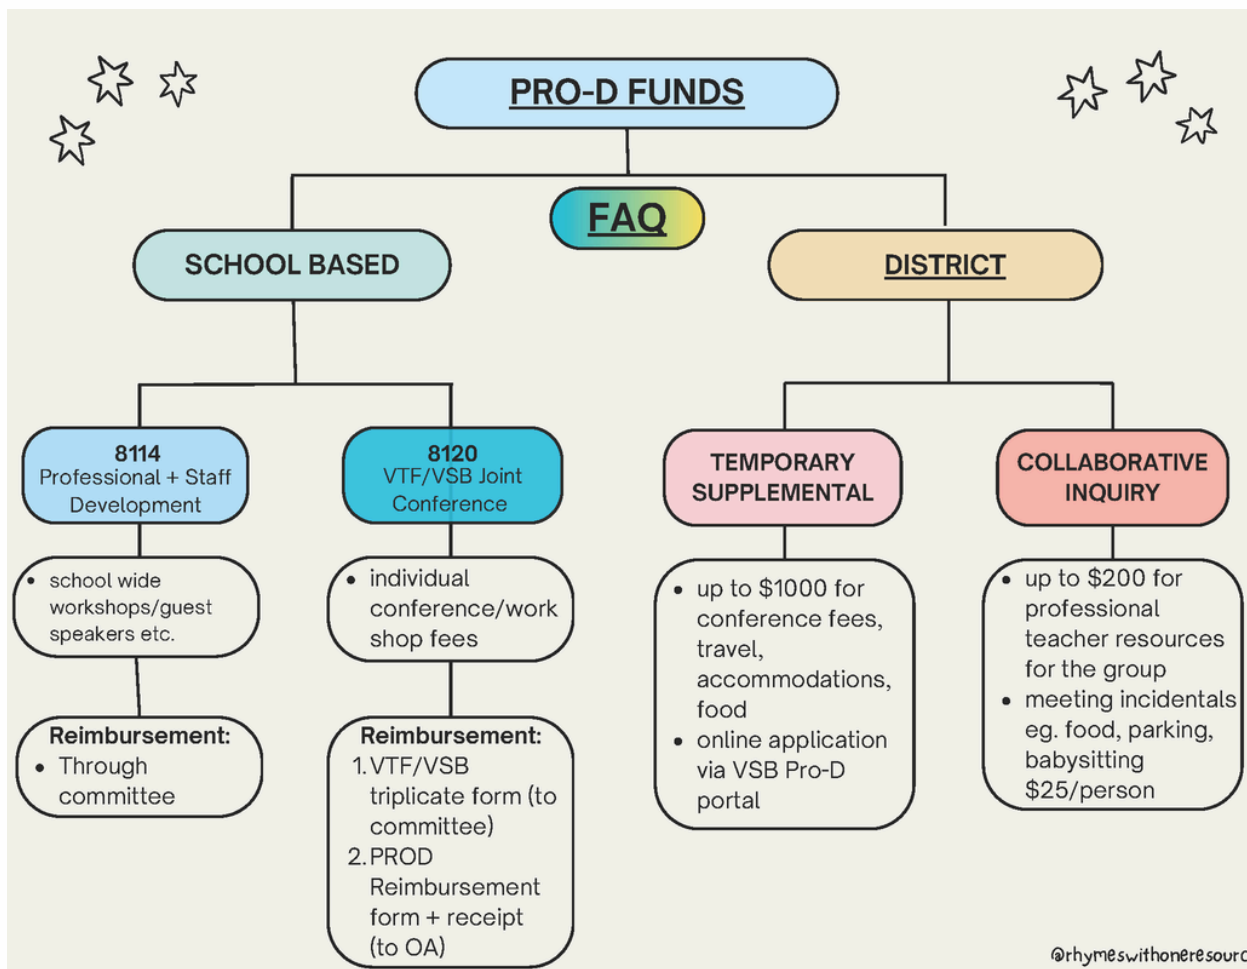 PRO-D FUNDS
FAQ
SCHOOL BASED
DISTRICT
8114
Professional + Staff
Development
8120
VTF/VSB Joint
Conference
TEMPORARY
SUPPLEMENTAL
COLLABORATIVE
INQUIRY
• school wide
workshops/guest
speakers etc.
• individual
conference/work
shop fees
• up to $1000 for
conference fees,
travel,
accommodations,
food
• online application
via VSB Pro-D
portal
• up to $200 for
professional
teacher resources
for the group
• meeting incidentals
eg. food, parking,
babysitting
$25/person
Reimbursement:
• Through
committee
Reimbursement:
1. VTF/VSB
triplicate form (to
committee)
2. PROD
Reimbursement
form + receipt
(to OA)
@rhymeswithoneresourc